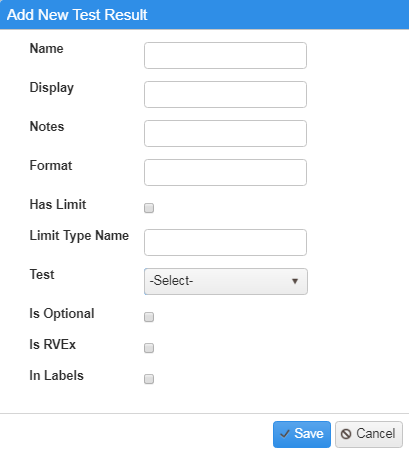 Add New Test Result
Name
Display
Notes
Format
Has Limit
Limit Type Name
Test -Select-
Is Optional
Is RVEx
In Labels
Save Cancel